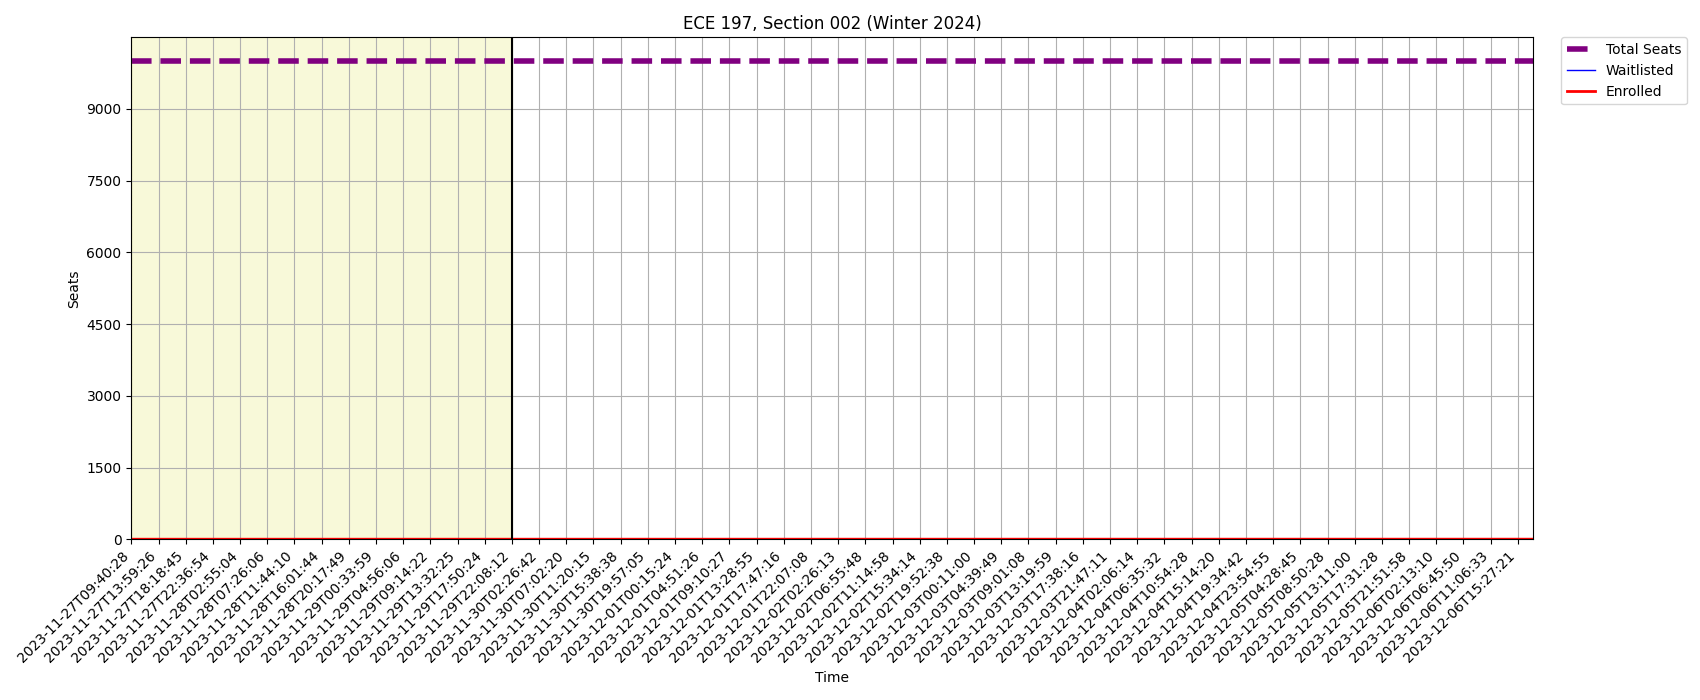 ECE 197, Section 002 (Winter 2024)
Total Seats
Waitlisted
Enrolled
Seats
9000
7500
6000
4500
3000
1500
0
2023-11-27T09:40:28
2023-11-27T13:59:26
2023-11-27T18:18:45
2023-11-27T22:36:54
2023-11-28T02:55:04
2023-11-28T07:26:06
2023-11-28T11:44:10
2023-11-28T16:01:44
2023-11-28T20:17:49
2023-11-29T00:33:59
2023-11-29T04:56:06
2023-11-29T09:14:22
2023-11-29T13:32:25
2023-11-29T17:50:24
2023-11-29T22:08:12
2023-11-30T02:26:42
2023-11-30T07:02:20
2023-11-30T11:20:15
2023-11-30T15:38:38
2023-11-30T19:57:05
2023-12-01T00:15:24
2023-12-01T04:51:26
2023-12-01T09:10:27
2023-12-01T13:28:55
2023-12-01T17:47:16
2023-12-01T22:07:08
2023-12-02T02:26:13
2023-12-02T06:55:48
2023-12-02T11:14:58
2023-12-02T15:34:14
2023-12-02T19:52:38
2023-12-03T00:11:00
2023-12-03T04:39:49
2023-12-03T09:01:08
2023-12-03T13:19:59
2023-12-03T17:38:16
2023-12-03T21:47:11
2023-12-04T02:06:14
2023-12-04T06:35:32
2023-12-04T10:54:28
2023-12-04T15:14:20
2023-12-04T19:34:42
2023-12-04T23:54:55
2023-12-05T04:28:45
2023-12-05T08:50:28
2023-12-05T13:11:00
2023-12-05T17:31:28
2023-12-05T21:51:58
2023-12-06T02:13:10
2023-12-06T06:45:50
2023-12-06T11:06:33
2023-12-06T15:27:21
Time